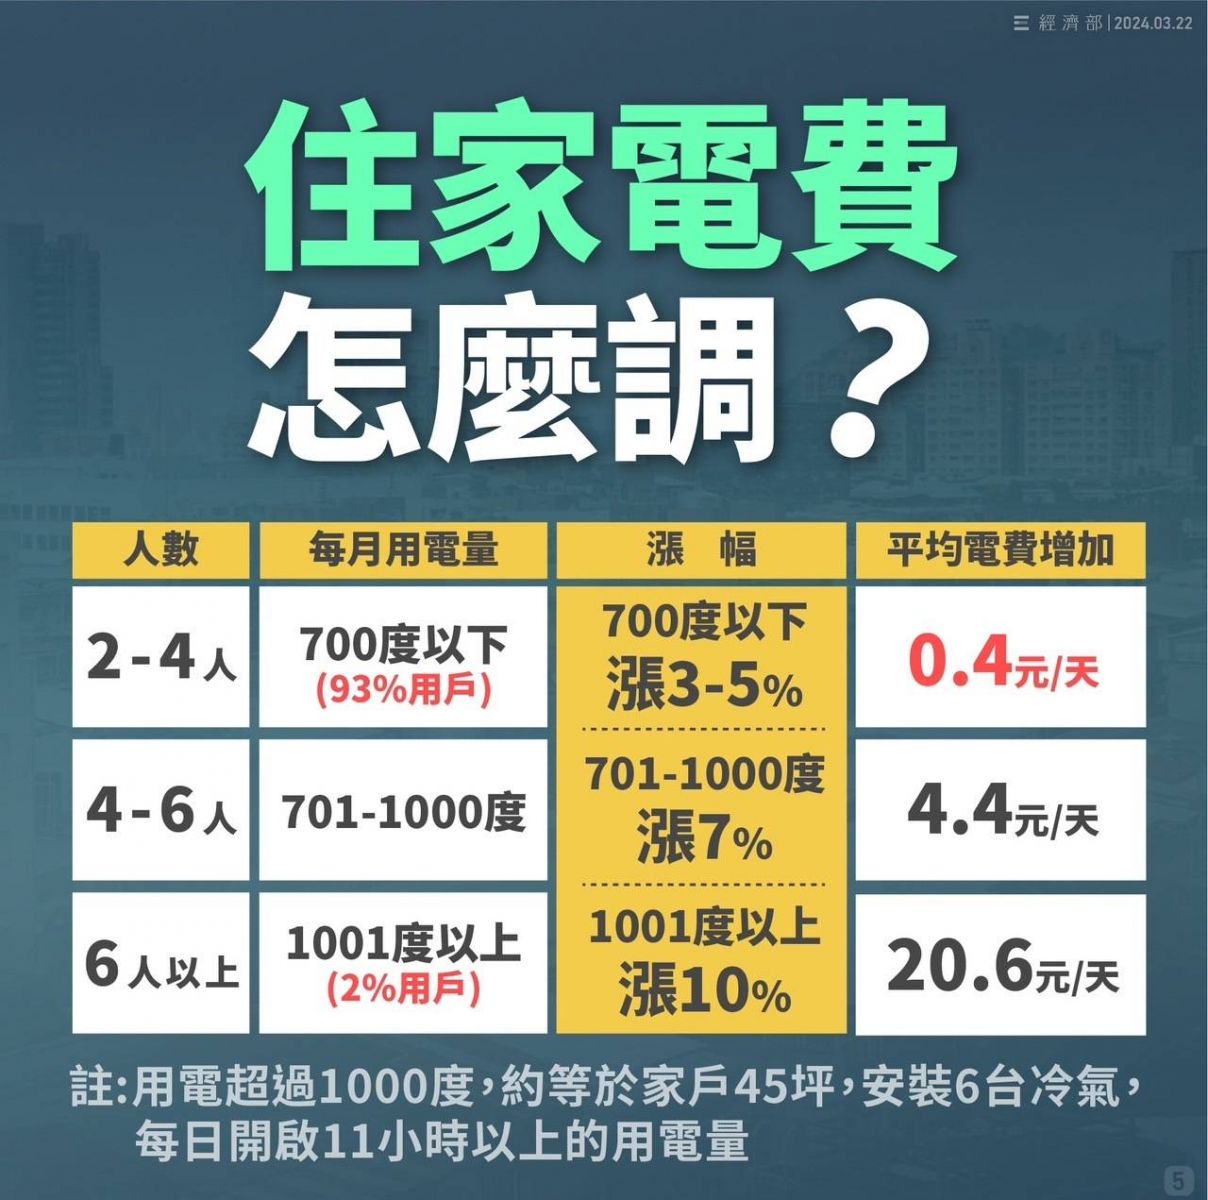 經濟部|2024.03.22
住家電費
怎麼調？
人數 每月用電量 漲 幅 平均電費增加
2-4人 700度以下 (93%用戶) 700度以下 漲3-5% 0.4元/天
4-6人 701-1000度 701-1000度 漲7% 4.4元/天
6人以上 1001度以上 (2%用戶) 1001度以上 漲10% 20.6元/天
註:用電超過1000度,約等於家戶45坪,安裝6台冷氣,
每日開啟11小時以上的用電量
5